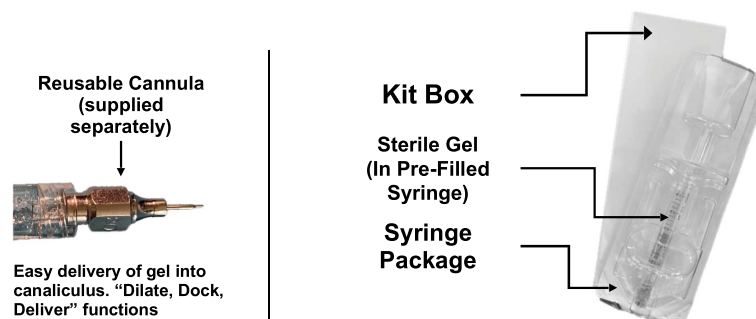 Reusable Cannula
(supplied
separately)
Easy delivery of gel into
canaliculus. “Dilate, Dock,
Deliver” functions
Kit Box
Sterile Gel
(In Pre-Filled
Syringe)
Syringe
Package